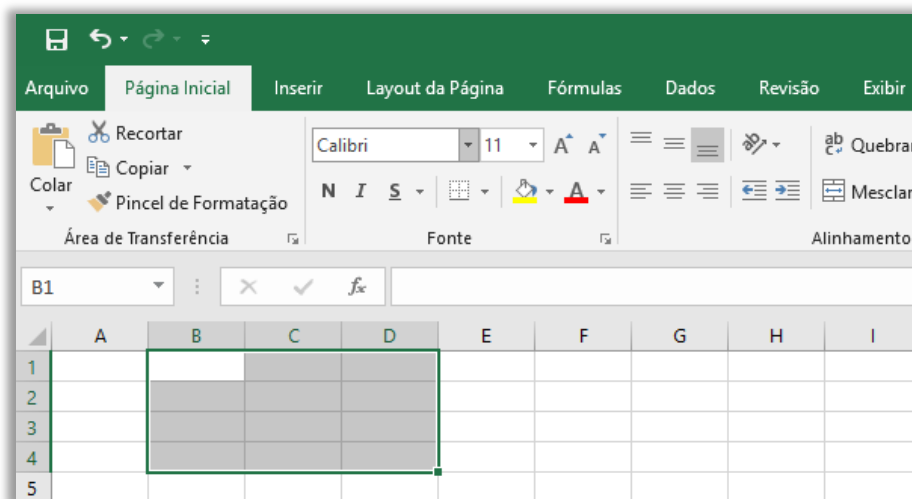 Arquivo Página Inicial Inserir Layout da Página Fórmulas Dados Revisão Exibir
Colar
Recortar
Copiar
Pincel de Formatação
Área de Transferência
Calibri 11 A A
N I S A
Fonte
ab c Quebrar
Mesclar
Alinhamento
B1 fx
A B C D E F G H I
1
2
3
4
5